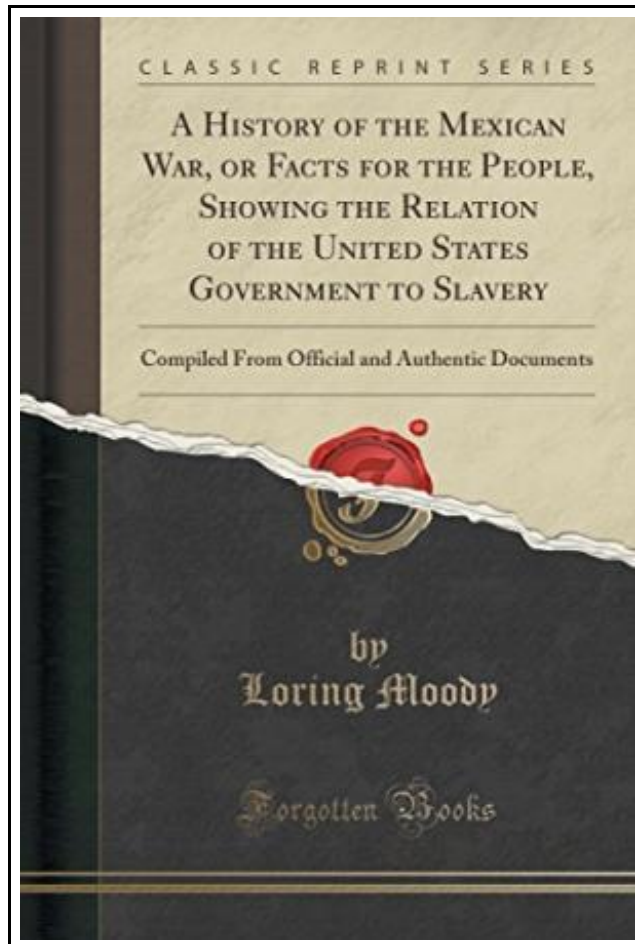 CLASSIC REPRINT SERIES
A HISTORY OF THE MEXICAN
WAR, OR FACTS FOR THE PEOPLE,
SHOWING THE RELATION
OF THE UNITED STATES
GOVERNMENT TO SLAVERY
Compiled From Official and Authentic Documents
by
Loring Moody
Forgotten Books